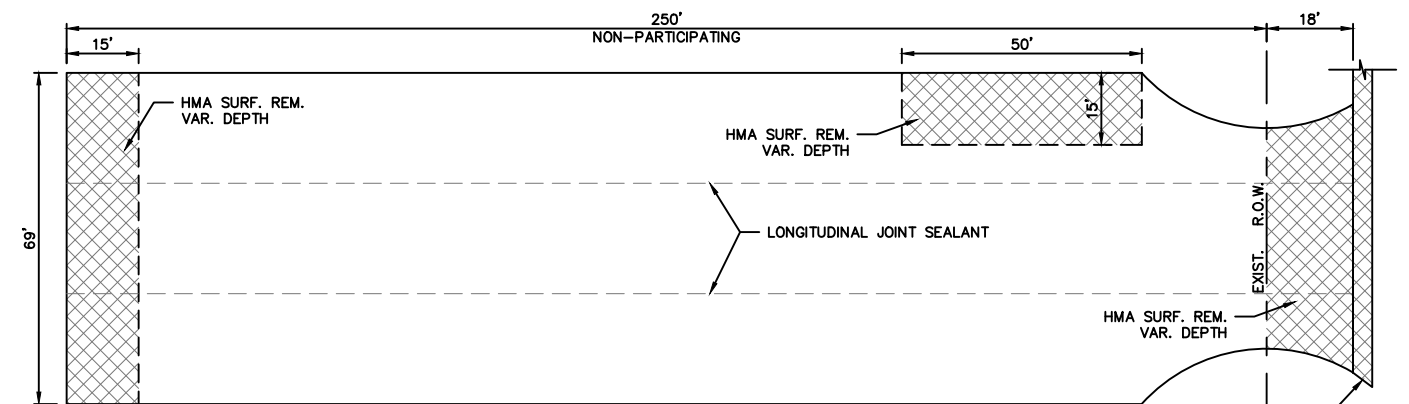 250'
18'
NON-PARTICIPATING
15'
50'
HMA SURF. REM.
VAR. DEPTH
15'
HMA SURF. REM.
VAR. DEPTH
69'
LONGITUDINAL JOINT SEALANT
EXIST. R.O.W.
HMA SURF. REM.
VAR. DEPTH